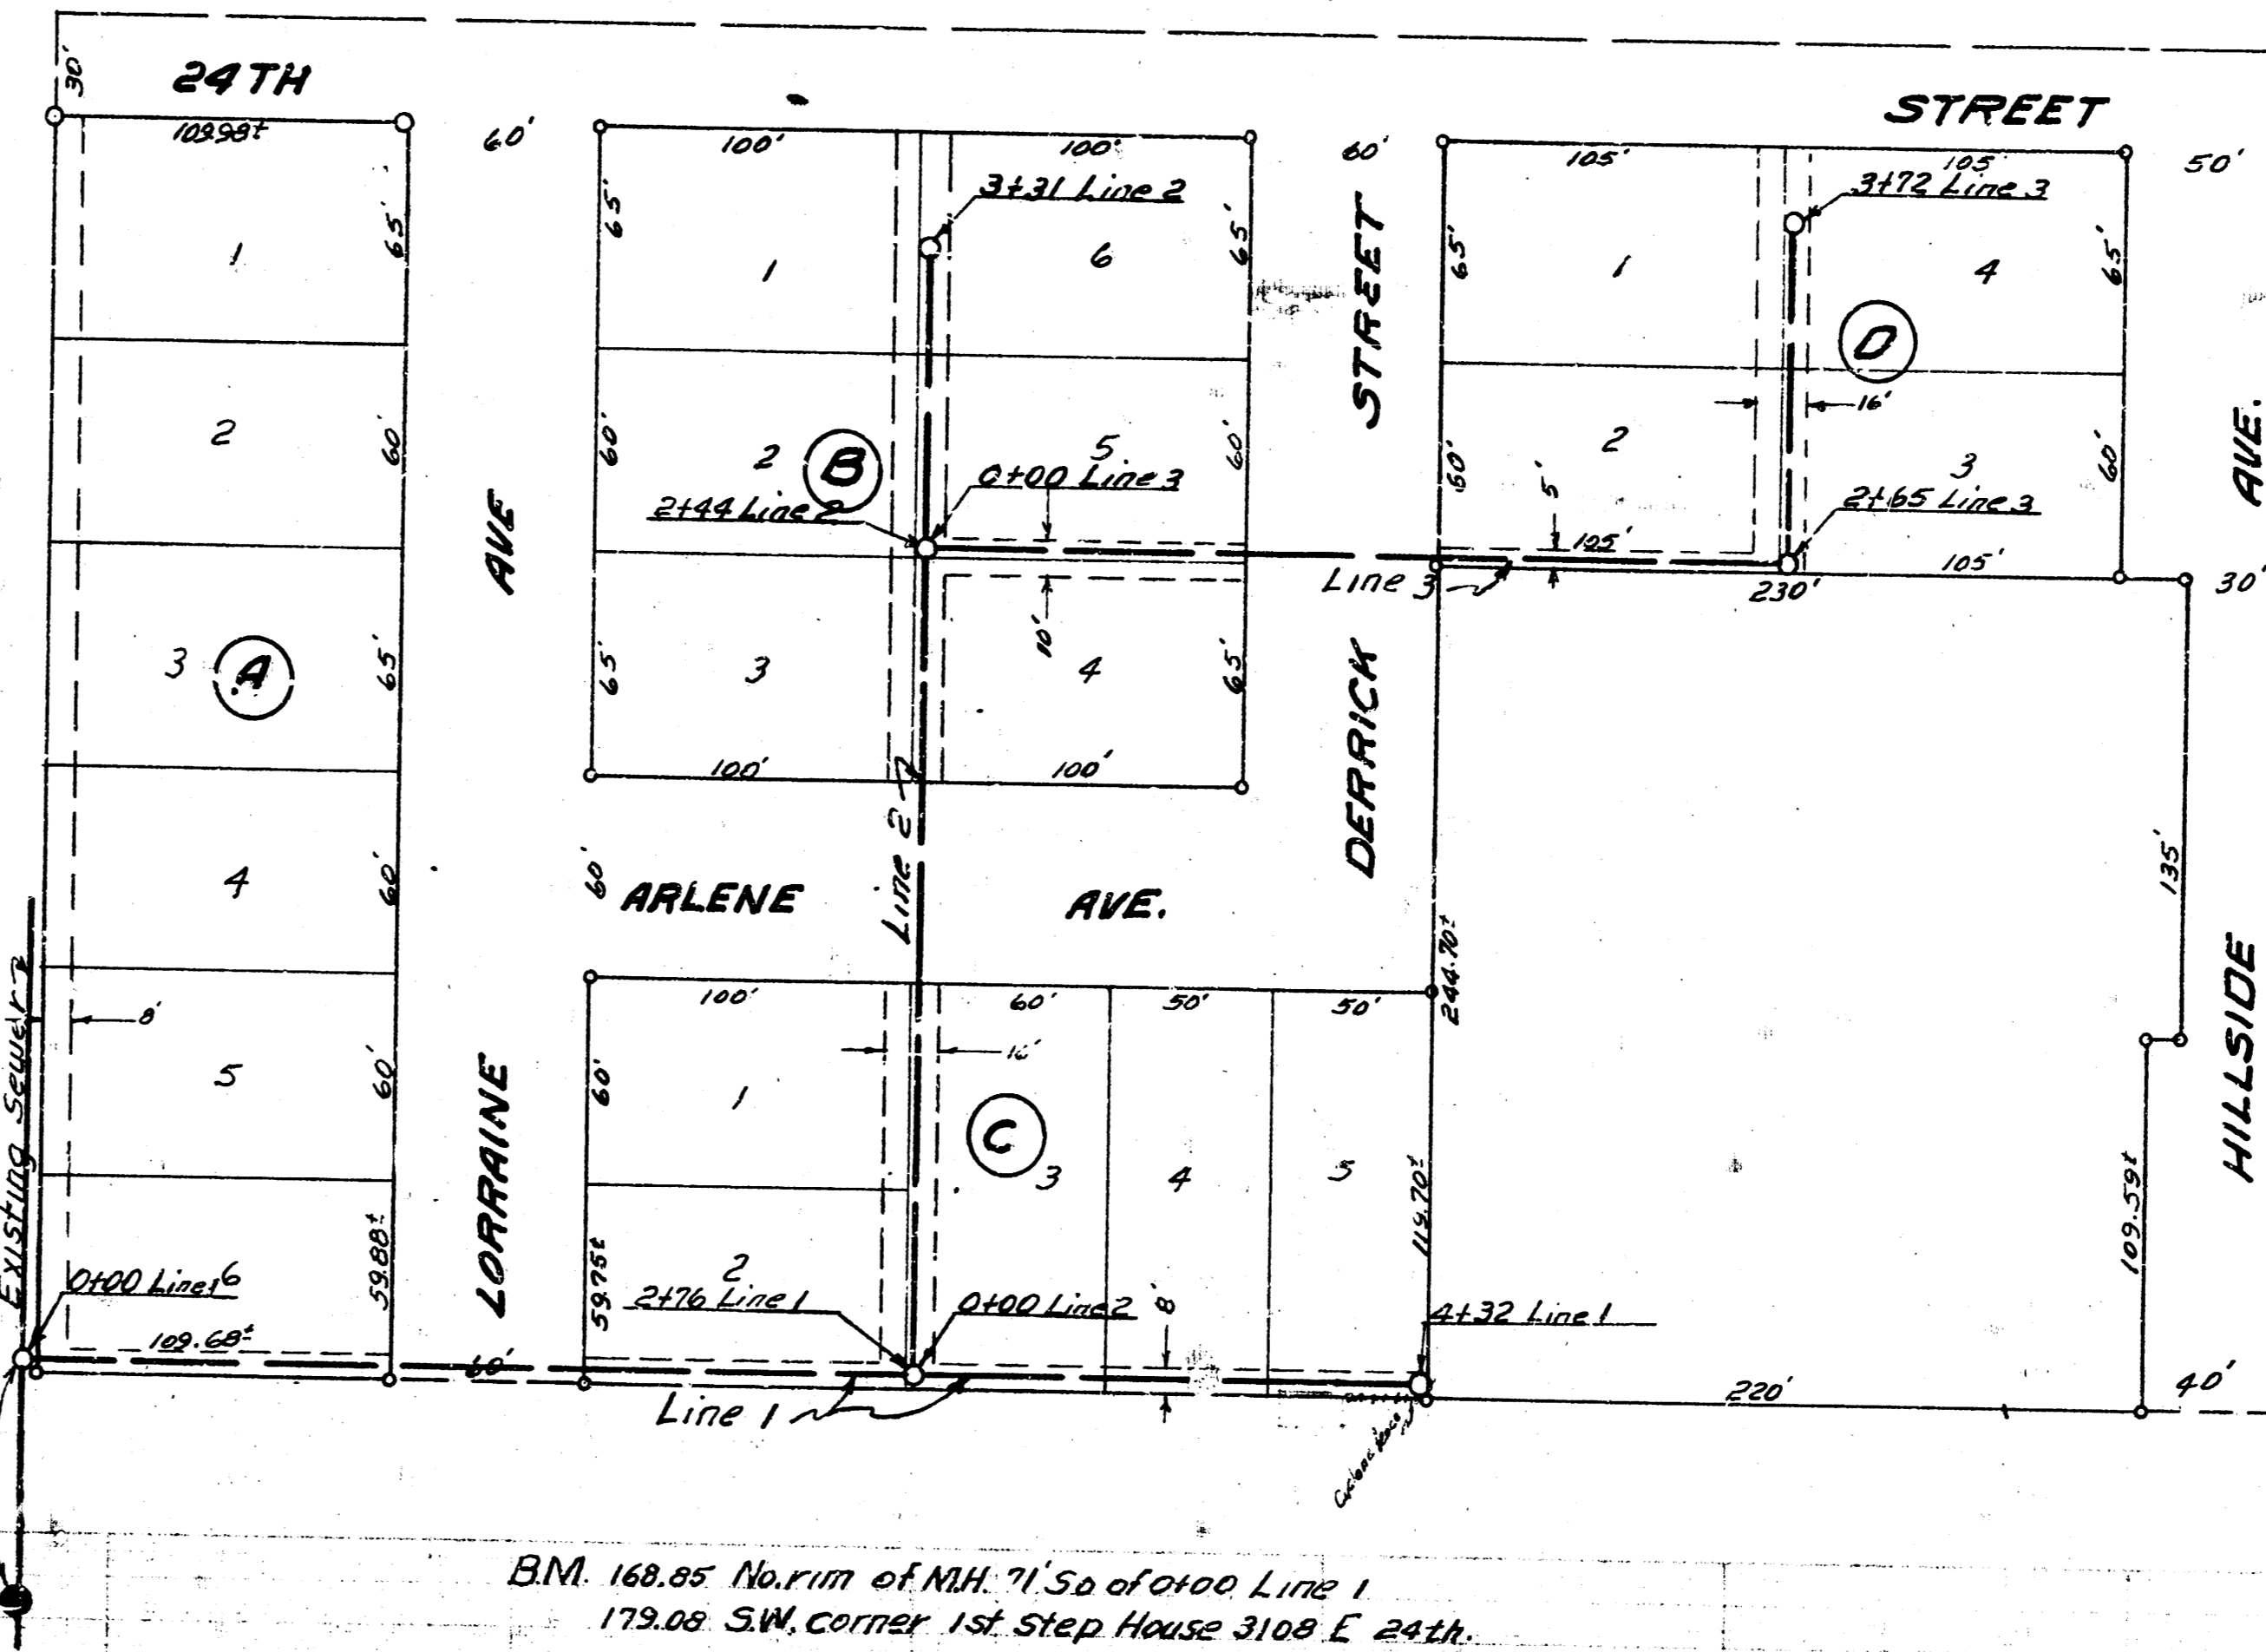 30'
24TH
STREET
109.98±
60'
100'
100'
60'
105'
105'
50'
3+31 Line 2
3+72 Line 3
65'
65'
65'
65'
65'
1
1
6
1
4
D
16'
2
60'
60'
2
B
5
60'
60'
2
3
60'
STREET
AVE.
2+44 Line 2
0+00 Line 3
5'
2+65 Line 3
AVE
105'
105'
Line 3
230'
30'
3
A
65'
65'
3
10'
4
65'
DERRICK
100'
100'
Line 2
4
60'
60'
ARLENE
AVE.
135'
244.70±
HILLSIDE
Existing Sewer
8'
100'
60'
50'
50'
16'
5
60'
60'
1
C
3
4
5
LORRAINE
119.70±
109.59±
59.88±
59.75±
2
0+00 Line 1
6
2+76 Line 1
0+00 Line 2
8'
4+32 Line 1
109.68±
60'
220'
40'
Line 1
B.M. 168.85 No. rim of M.H. 71' So of 0+00 Line 1
179.08 S.W. corner 1st step House 3108 E 24th.